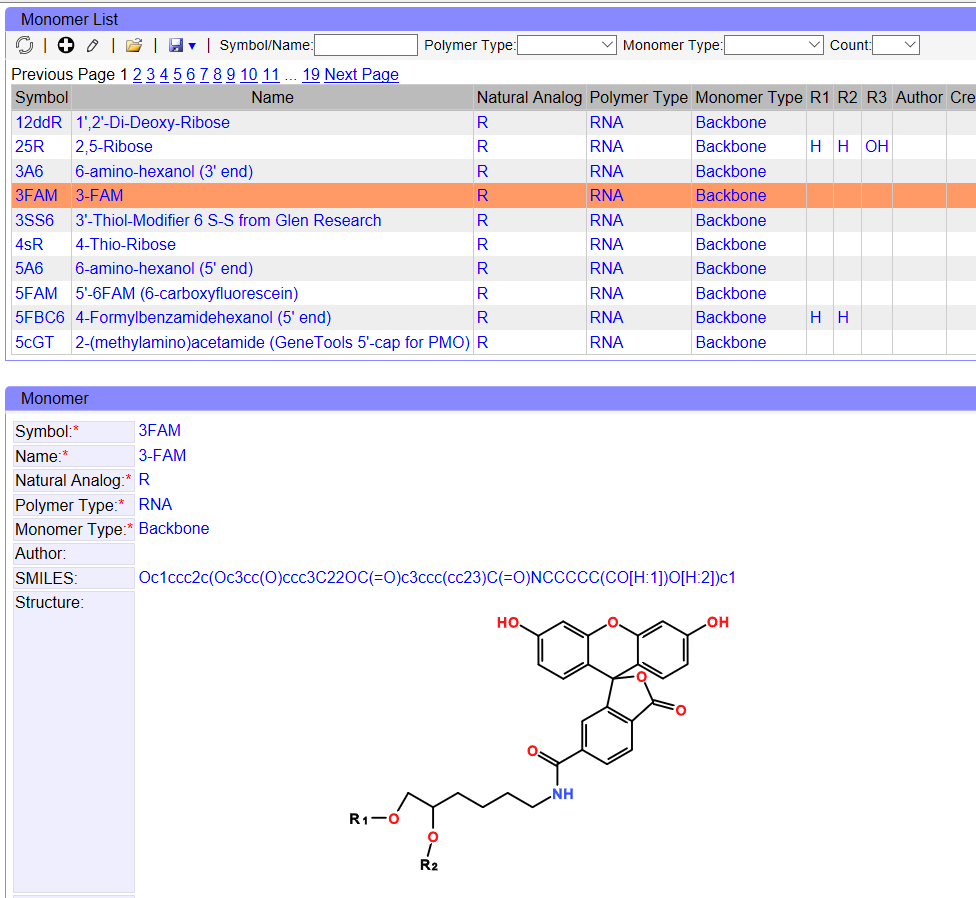 Monomer List
Symbol/Name: Polymer Type: Monomer Type: Count:
Previous Page 1 2 3 4 5 6 7 8 9 10 11 ... 19 Next Page
Symbol Name Natural Analog Polymer Type Monomer Type R1 R2 R3 Author Cre
12ddR 1',2'-Di-Deoxy-Ribose R RNA Backbone
25R 2,5-Ribose R RNA Backbone H H OH
3A6 6-amino-hexanol (3' end) R RNA Backbone
3FAM 3-FAM R RNA Backbone
3SS6 3'-Thiol-Modifier 6 S-S from Glen Research R RNA Backbone
4sR 4-Thio-Ribose R RNA Backbone
5A6 6-amino-hexanol (5' end) R RNA Backbone
5FAM 5'-6FAM (6-carboxyfluorescein) R RNA Backbone
5FBC6 4-Formylbenzamidehexanol (5' end) R RNA Backbone H H
5cGT 2-(methylamino)acetamide (GeneTools 5'-cap for PMO) R RNA Backbone
Monomer
Symbol:* 3FAM
Name:* 3-FAM
Natural Analog:* R
Polymer Type:* RNA
Monomer Type:* Backbone
Author:
SMILES: Oc1ccc2c(Oc3cc(O)ccc3C22OC(=O)c3ccc(cc23)C(=O)NCCCCC(CO[H:1])O[H:2])c1
Structure:
HO O OH
O
O
O
NH
R1 O
O
R2